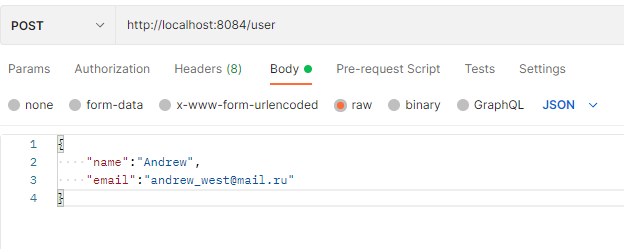 POST http://localhost:8084/user
Params Authorization Headers (8) Body Pre-request Script Tests Settings
none form-data x-www-form-urlencoded raw binary GraphQL JSON
1 {
2 "name":"Andrew",
3 "email":"andrew_west@mail.ru"
4 }